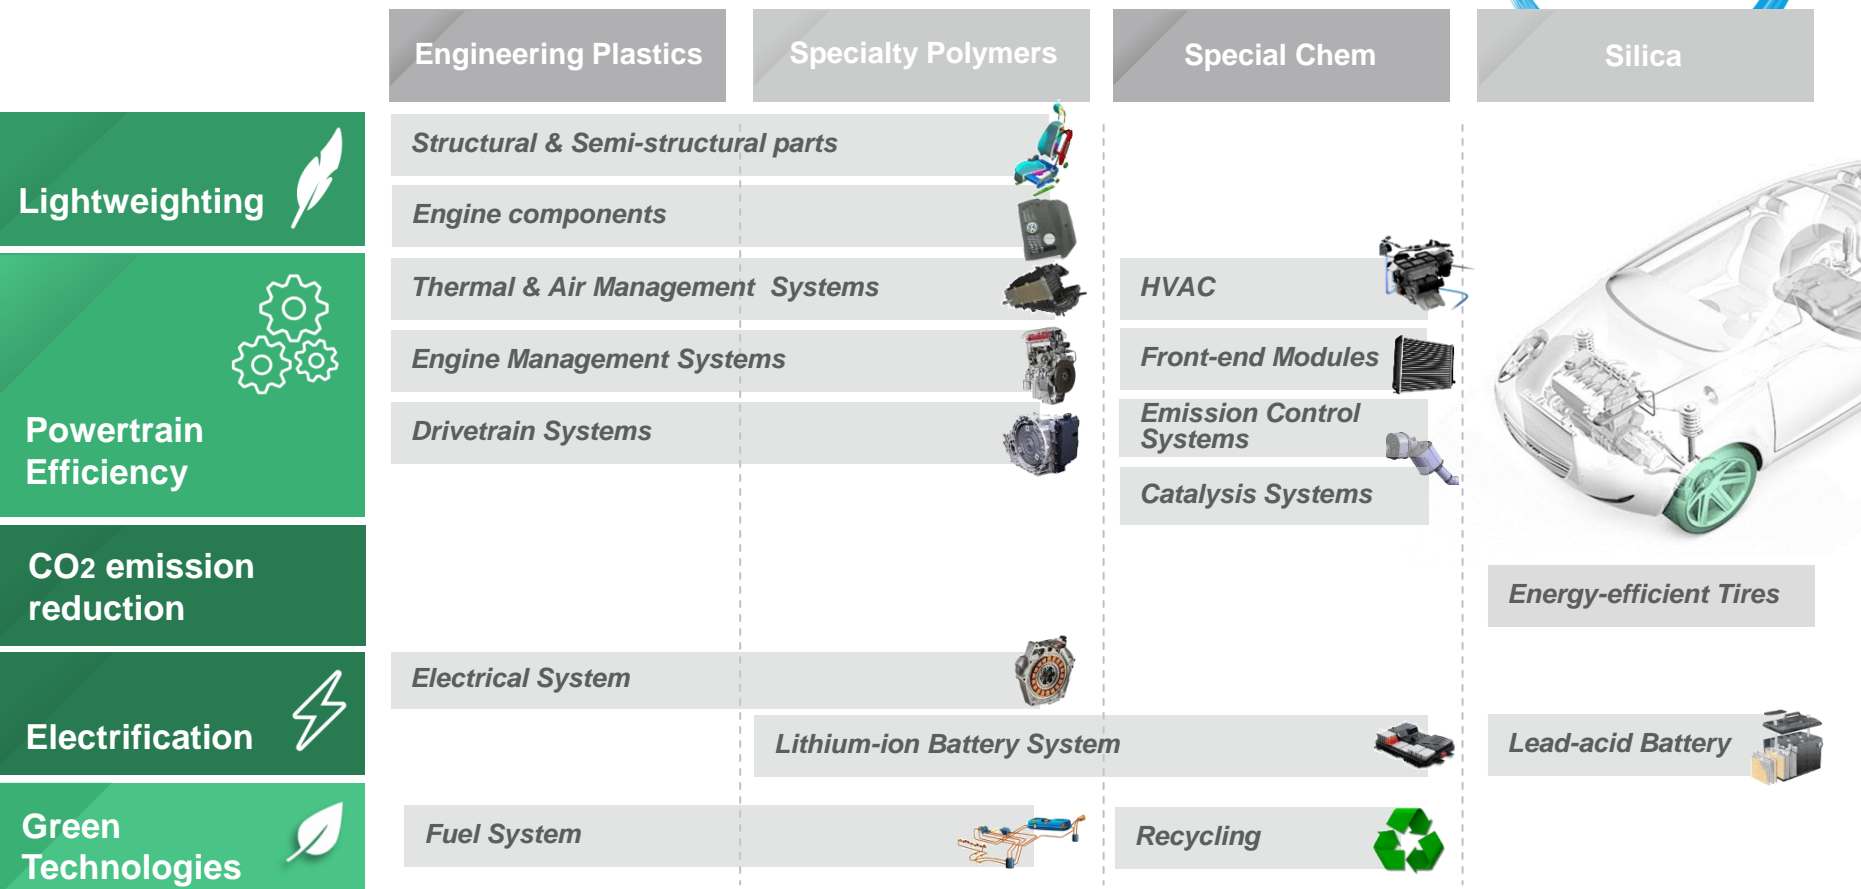 Engineering Plastics
Specialty Polymers
Special Chem
Silica
Lightweighting
Structural & Semi-structural parts
Engine components
Powertrain
Efficiency
Thermal & Air Management Systems
HVAC
Engine Management Systems
Front-end Modules
Drivetrain Systems
Emission Control
Systems
Catalysis Systems
CO2 emission
reduction
Energy-efficient Tires
Electrification
Electrical System
Lithium-ion Battery System
Lead-acid Battery
Green
Technologies
Fuel System
Recycling